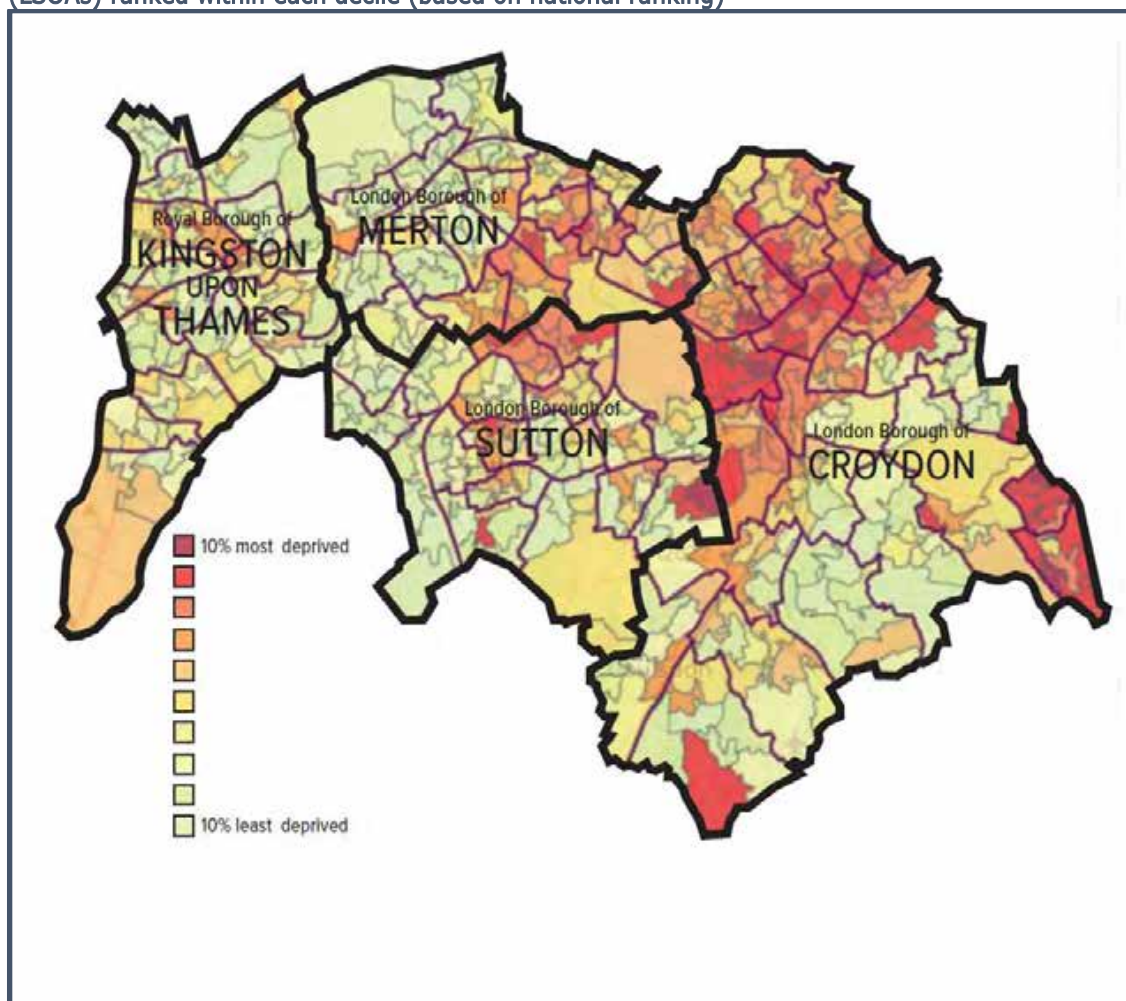 (LSOAs) ranked within each decile (based on national ranking)
Royal Borough of
KINGSTON
UPON
THAMES
London Borough of
MERTON
London Borough of
SUTTON
London Borough of
CROYDON
10% most deprived
10% least deprived